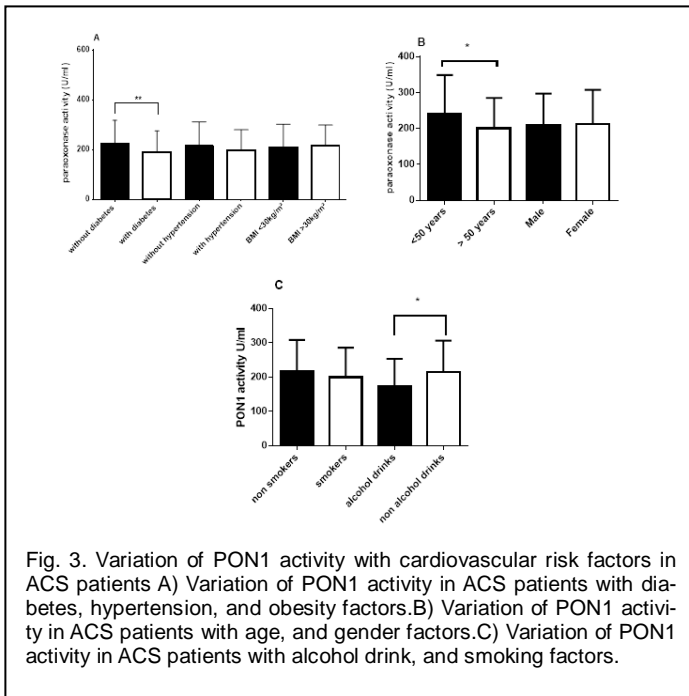 A
paraoxonase activity (U/ml)
600
400
200
0
**
without diabetes
with diabetes
without hypertension
with hypertension
BMI <30kg/m²
BMI >30kg/m²
B
paraoxonase activity (U/ml)
400
300
200
100
0
*
<50 years
> 50 years
Male
Female
C
PON1 activity U/ml
400
300
200
100
0
*
non smokers
smokers
alcohol drinks
non alcohol drinks
Fig. 3. Variation of PON1 activity with cardiovascular risk factors in
ACS patients A) Variation of PON1 activity in ACS patients with dia-
betes, hypertension, and obesity factors.B) Variation of PON1 activi-
ty in ACS patients with age, and gender factors.C) Variation of PON1
activity in ACS patients with alcohol drink, and smoking factors.